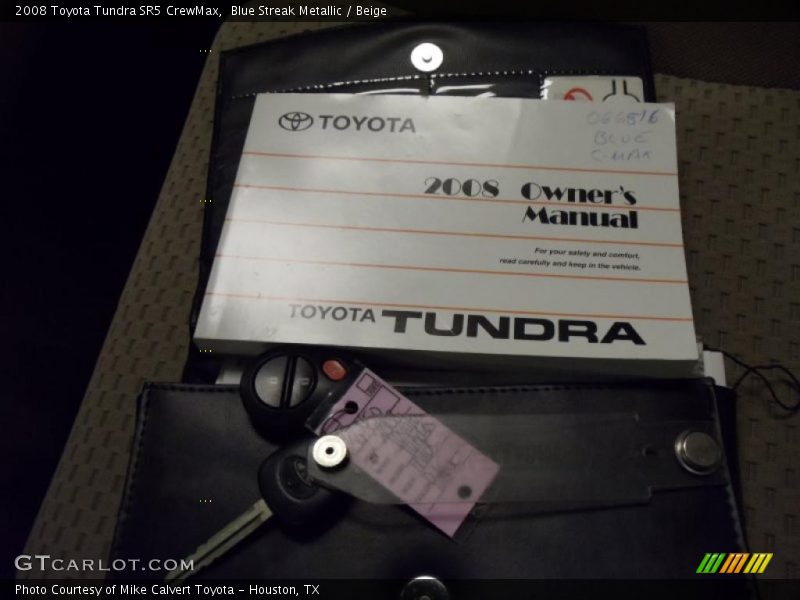 2008 Toyota Tundra SR5 CrewMax, Blue Streak Metallic / Beige
TOYOTA
BLUE
C-MAX
2008 Owner's
Manual
For your safety and comfort,
read carefully and keep in the vehicle.
TOYOTA TUNDRA
GTCARLOT.COM
Photo Courtesy of Mike Calvert Toyota – Houston, TX